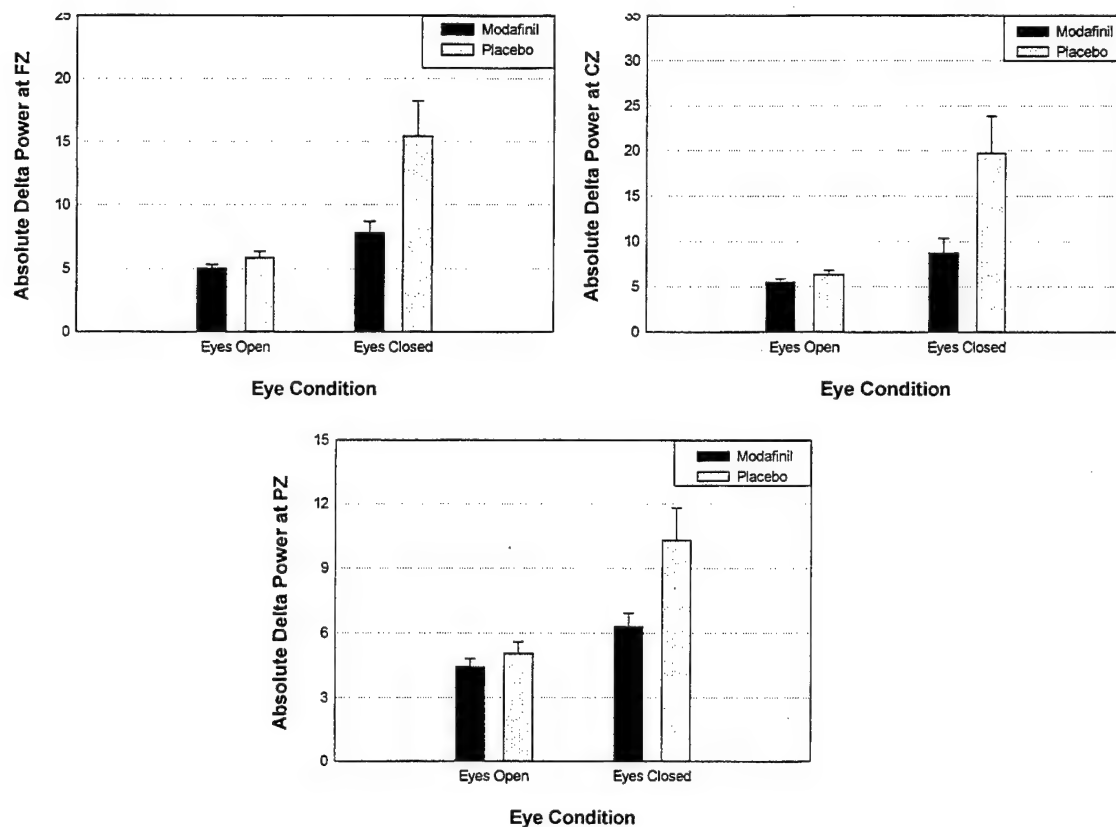 Absolute Delta Power at FZ
25
20
15
10
5
0
Modafinil
Placebo
Eyes Open
Eyes Closed
Eye Condition
Absolute Delta Power at CZ
35
30
25
20
15
10
5
0
Modafinil
Placebo
Eyes Open
Eyes Closed
Eye Condition
Absolute Delta Power at PZ
15
12
9
6
3
0
Modafinil
Placebo
Eyes Open
Eyes Closed
Eye Condition